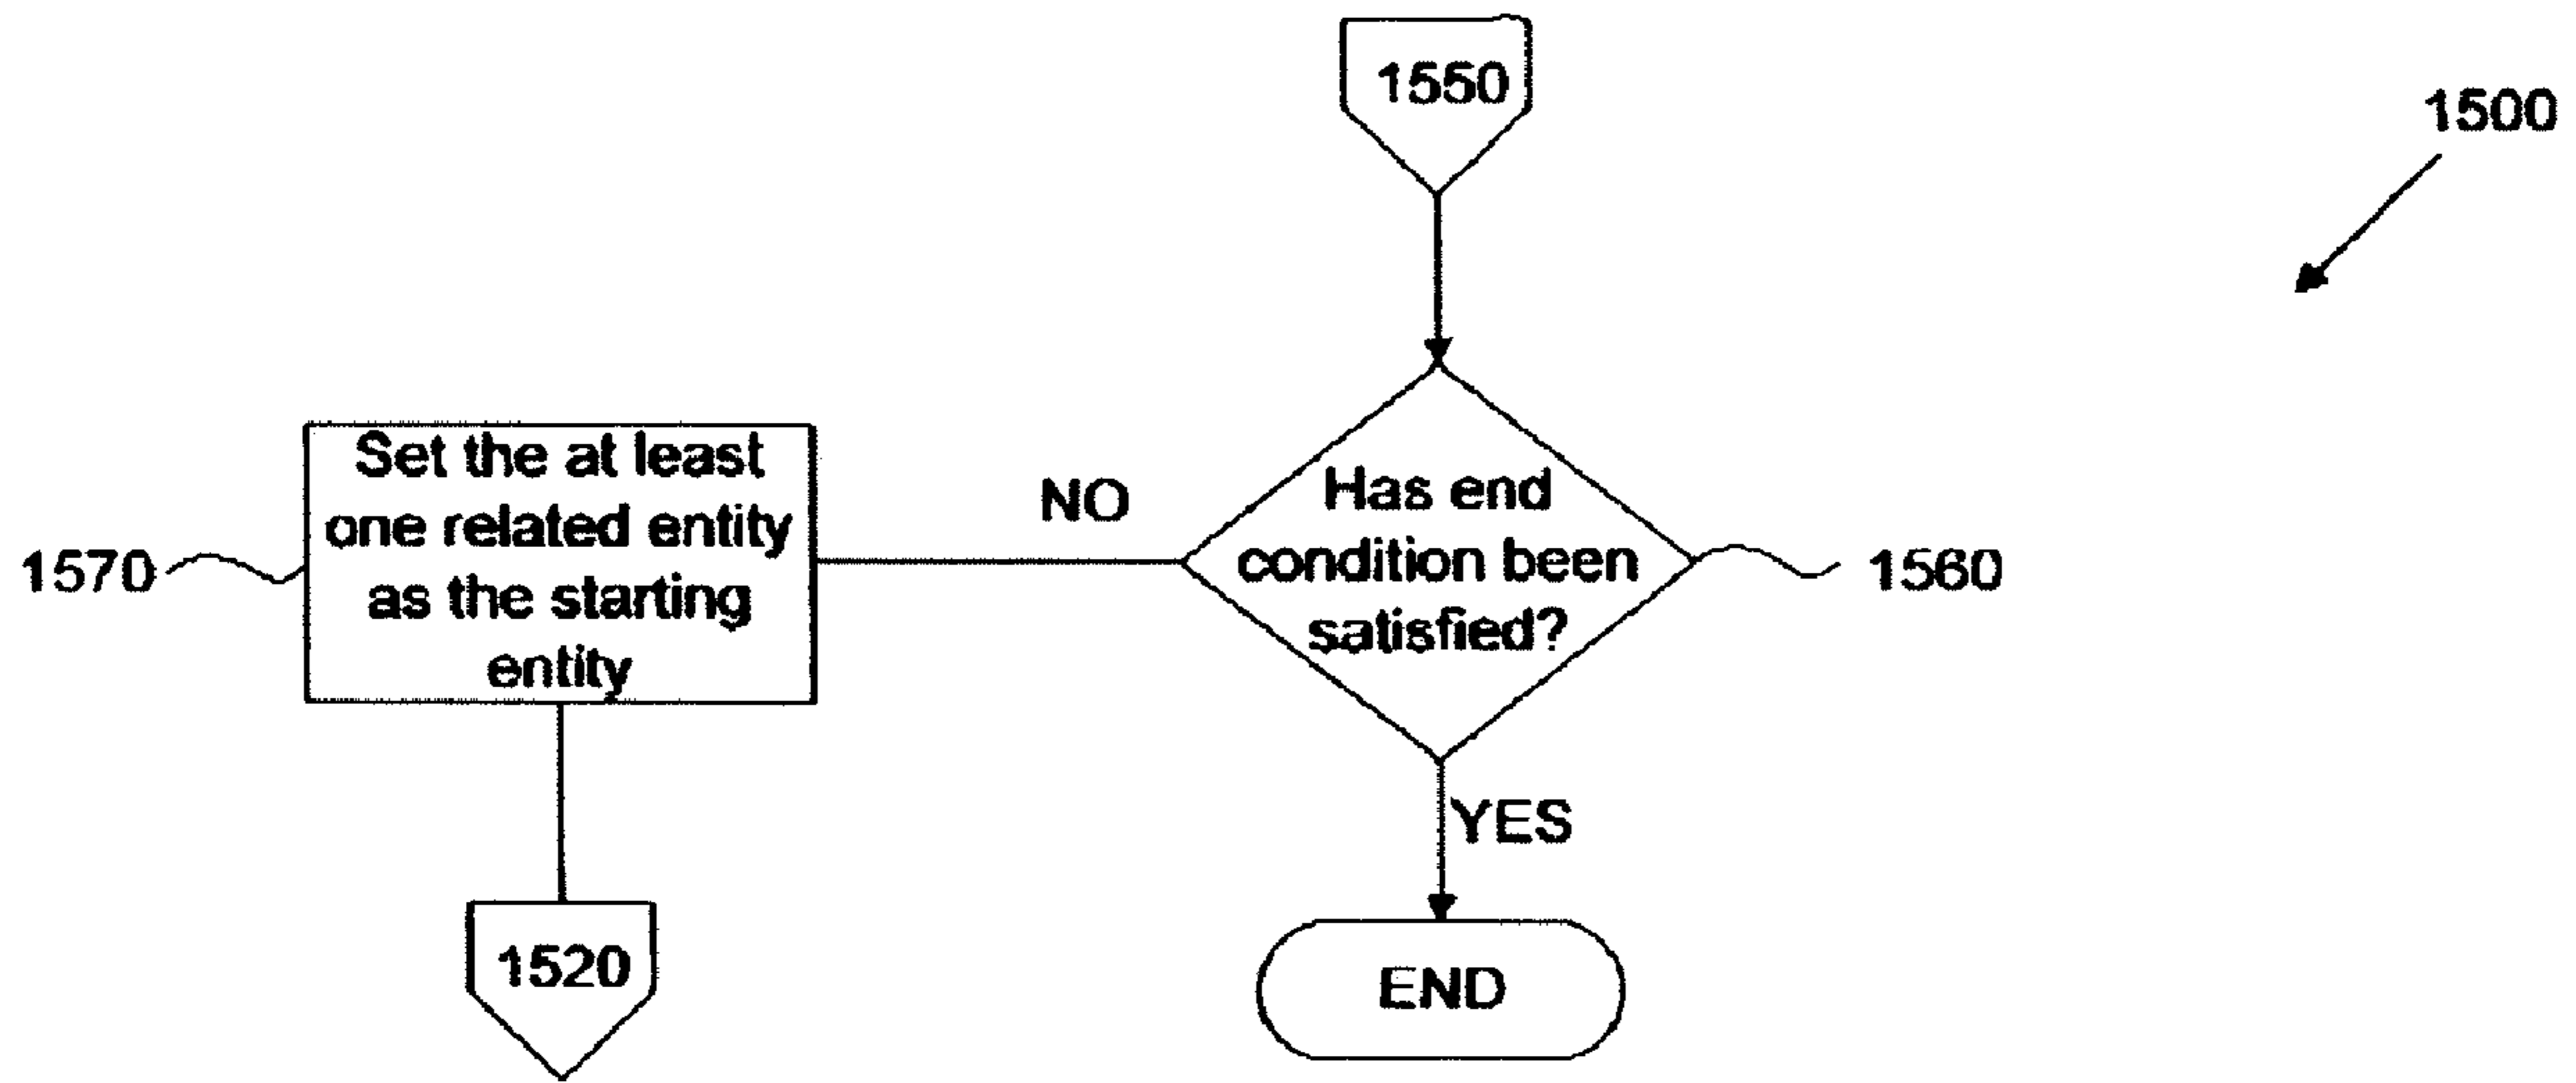 1550
1500
Set the at least
one related entity
as the starting
entity
NO
Has end
condition been
satisfied?
1570
1560
YES
1520
END